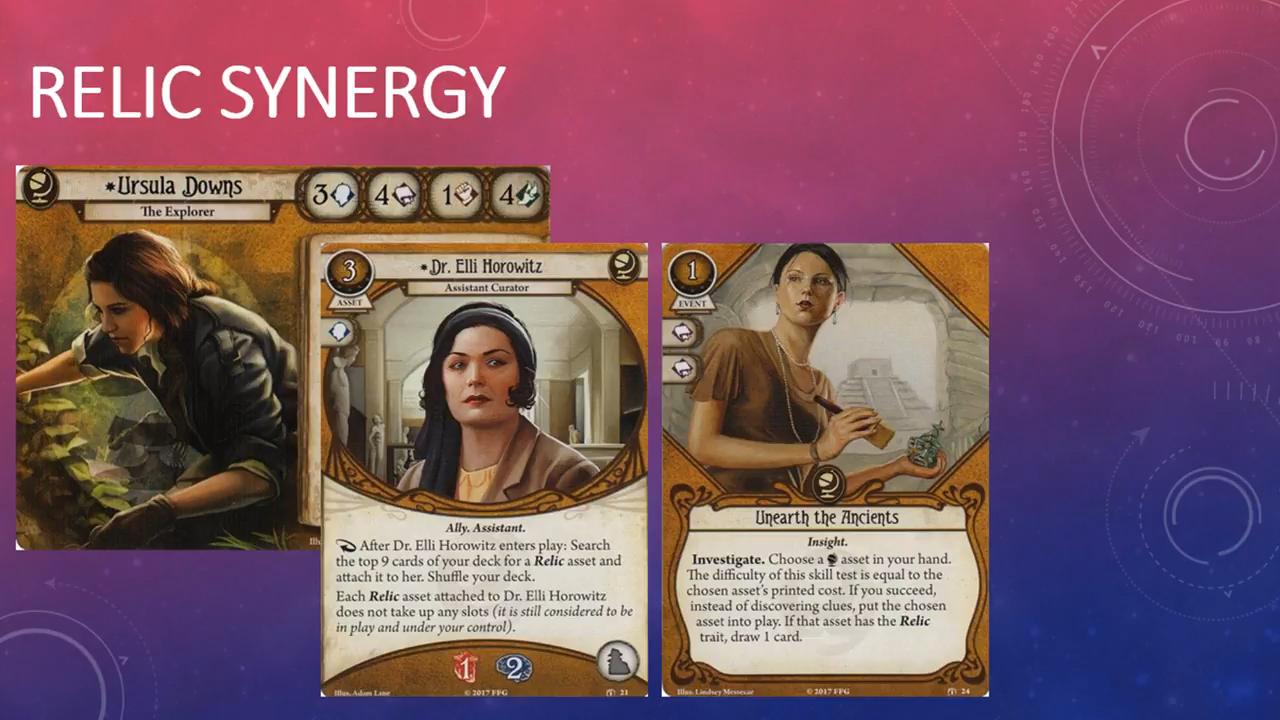 RELIC SYNERGY
*Ursula Downs
The Explorer
3
4
1
4
3
ASSET
*Dr. Elli Horowitz
Assistant Curator
Ally. Assistant.
After Dr. Elli Horowitz enters play: Search
the top 9 cards of your deck for a Relic asset and
attach it to her. Shuffle your deck.
Each Relic asset attached to Dr. Elli Horowitz
does not take up any slots (it is still considered to be
in play and under your control).
1
2
Illus. Adam Lane
© 2017 FFG
21
1
EVENT
Unearth the Ancients
Insight.
Investigate. Choose a asset in your hand.
The difficulty of this skill test is equal to the
chosen asset's printed cost. If you succeed,
instead of discovering clues, put the chosen
asset into play. If that asset has the Relic
trait, draw 1 card.
Illus. Lindsey Messecar
© 2017 FFG
24